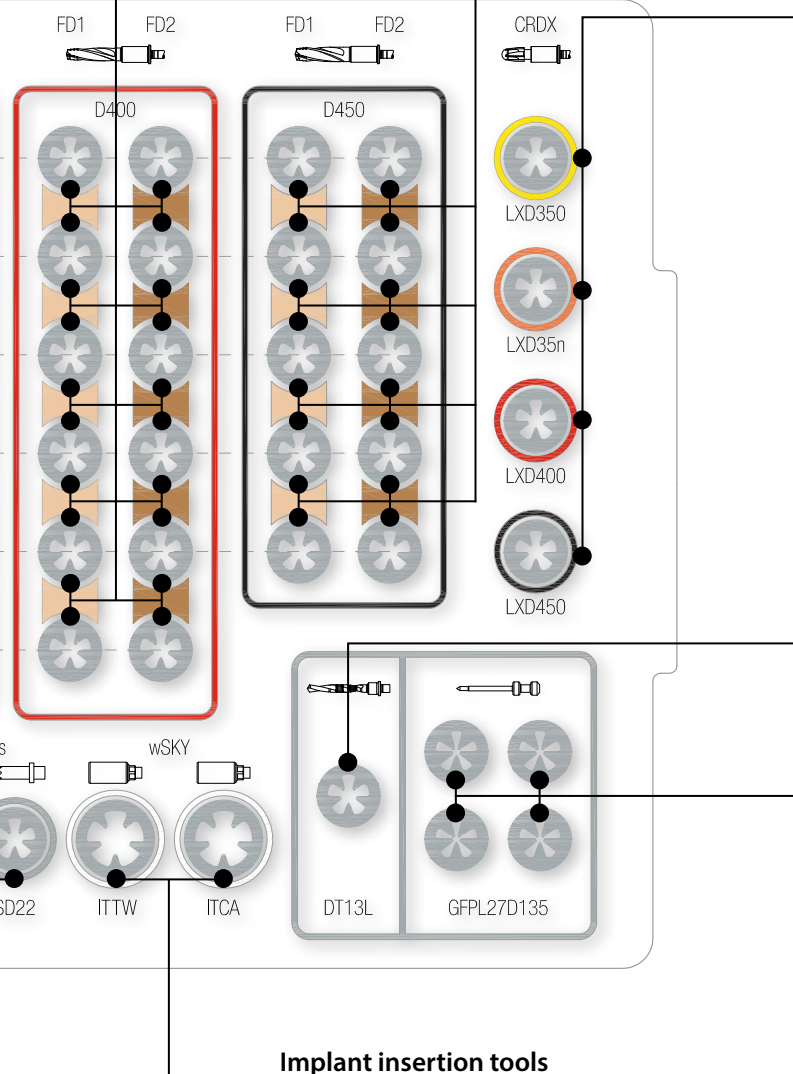 FD1 FD2 FD1 FD2 CRDX
D400 D450
LXD350
LXD35n
LXD400
LXD450
s wSKY
SD22 ITTW ITCA DT13L GFPL27D135
Implant insertion tools